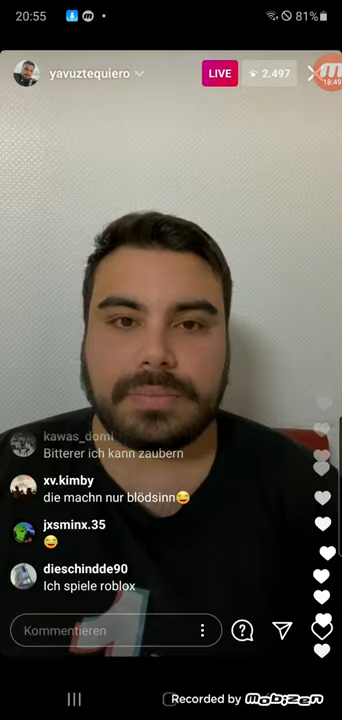 20:55
81%
yavuztequiero
LIVE
2.497
18:49
kawas_domi
Bitterer ich kann zaubern
xv.kimby
die machn nur blödsinn😅
jxsminx.35
😂
dieschindde90
Ich spiele roblox
Kommentieren
Recorded by mobizen